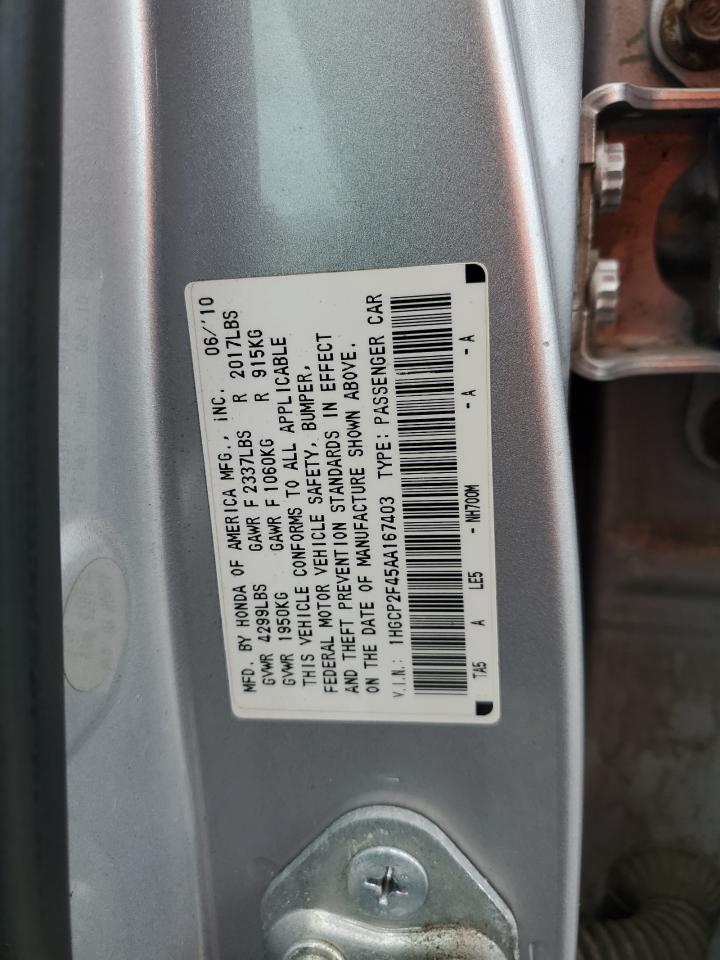 MFD. BY HONDA OF AMERICA MFG., INC. 06/'10
GVWR 4299LBS GAWR F 2337LBS R 2017LBS
GVWR 1950KG GAWR F 1060KG R 915KG
THIS VEHICLE CONFORMS TO ALL APPLICABLE
FEDERAL MOTOR VEHICLE SAFETY, BUMPER,
AND THEFT PREVENTION STANDARDS IN EFFECT
ON THE DATE OF MANUFACTURE SHOWN ABOVE.
V.I.N.: 1HGCP2F45AA167403 TYPE: PASSENGER CAR
TA5 A LE5 - NH700M - A - A